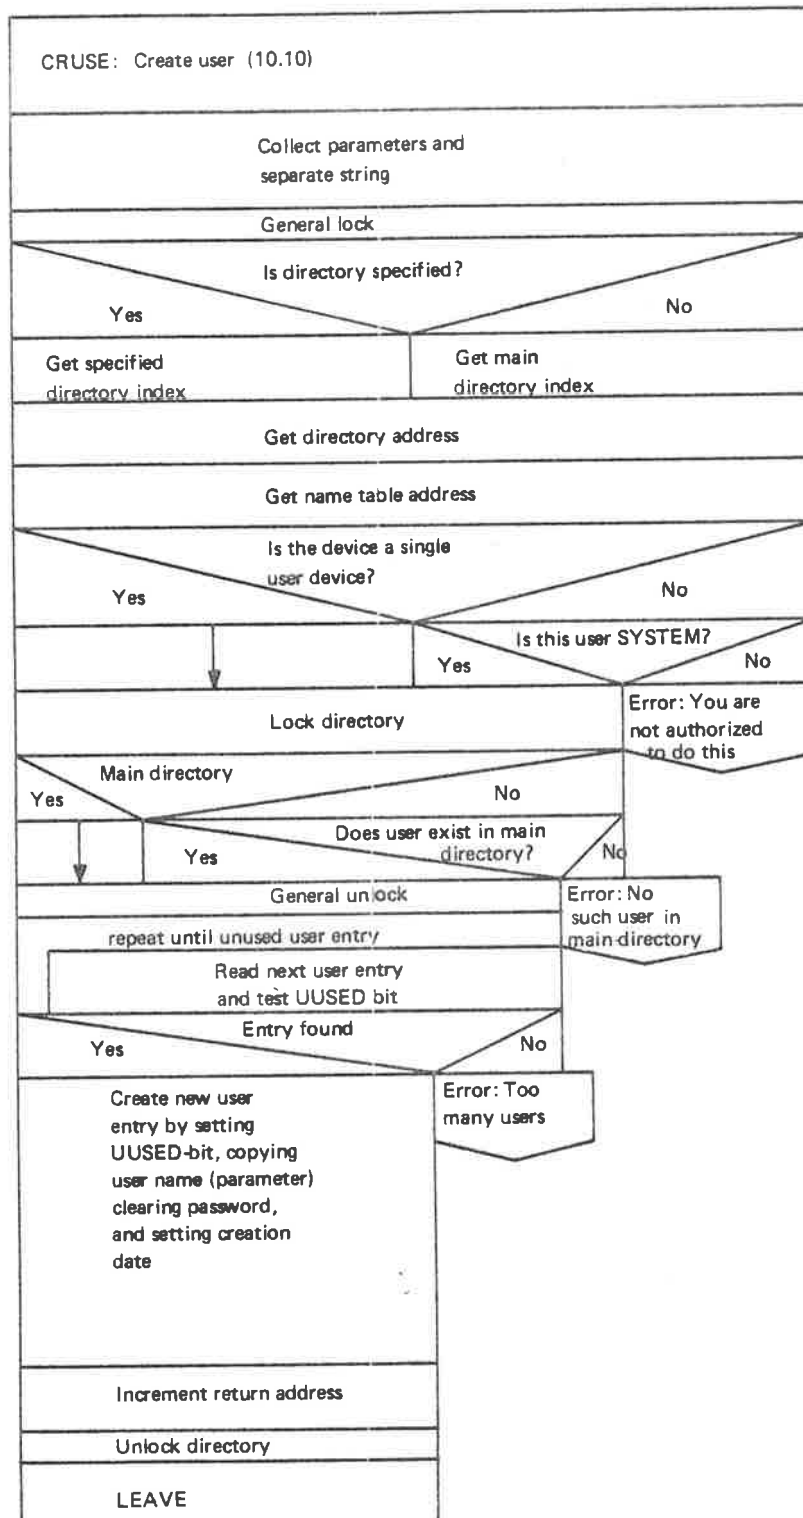 CRUSE: Create user (10.10)
Collect parameters and
separate string
General lock
Is directory specified?
Yes
No
Get specified
directory index
Get main
directory index
Get directory address
Get name table address
Is the device a single
user device?
Yes
No
Is this user SYSTEM?
Yes
No
Lock directory
Error: You are
not authorized
to do this
Main directory
Yes
No
Does user exist in main
directory?
Yes
No
General unlock
Error: No
such user in
main directory
repeat until unused user entry
Read next user entry
and test UUSED bit
Entry found
Yes
No
Create new user
entry by setting
UUSED-bit, copying
user name (parameter)
clearing password,
and setting creation
date
Error: Too
many users
Increment return address
Unlock directory
LEAVE